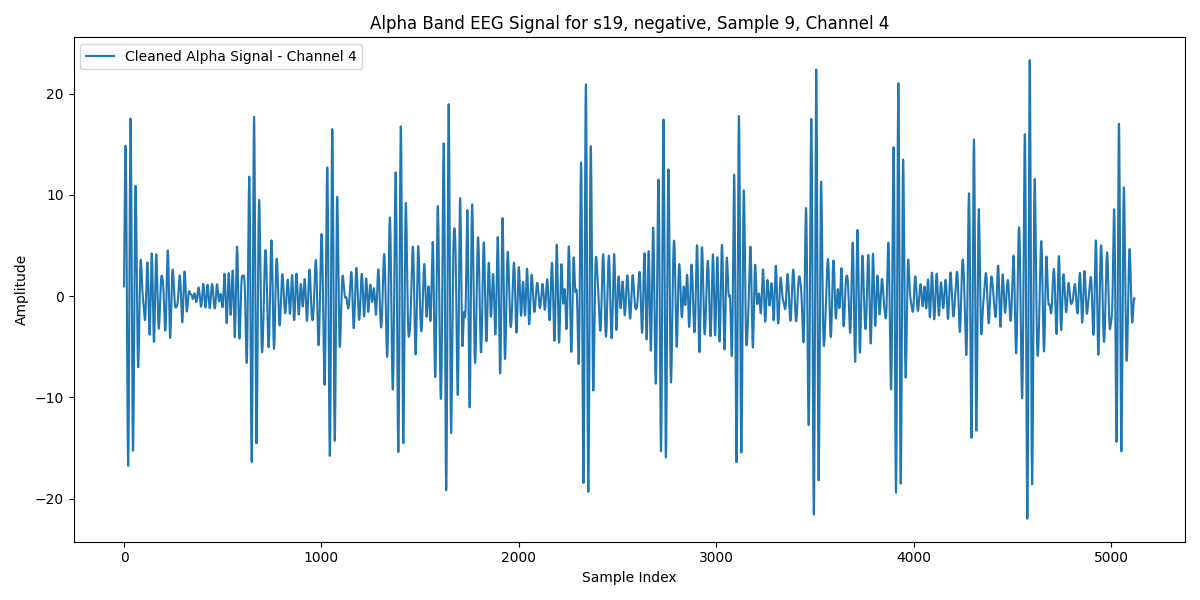 Alpha Band EEG Signal for s19, negative, Sample 9, Channel 4
Cleaned Alpha Signal - Channel 4
Amplitude
20
10
0
−10
−20
0 1000 2000 3000 4000 5000
Sample Index